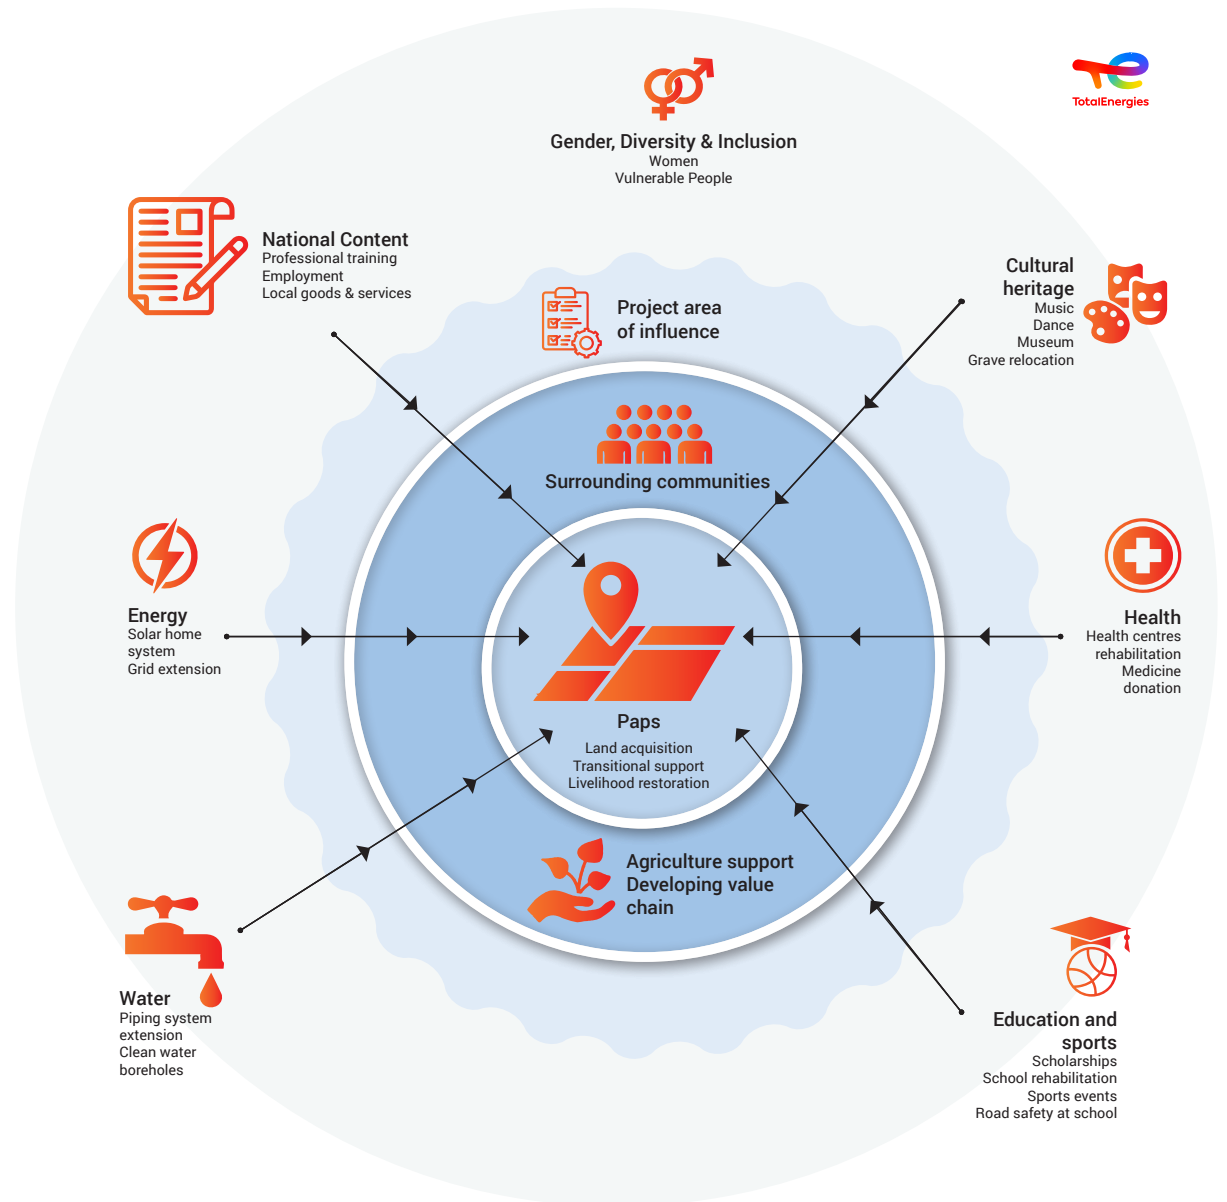 TotalEnergies
Gender, Diversity & Inclusion
Women
Vulnerable People
National Content
Professional training
Employment
Local goods & services
Cultural
heritage
Music
Dance
Museum
Grave relocation
Project area
of influence
Surrounding communities
Energy
Solar home
system
Grid extension
Health
Health centres
rehabilitation
Medicine
donation
Paps
Land acquisition
Transitional support
Livelihood restoration
Agriculture support
Developing value
chain
Water
Piping system
extension
Clean water
boreholes
Education and
sports
Scholarships
School rehabilitation
Sports events
Road safety at school